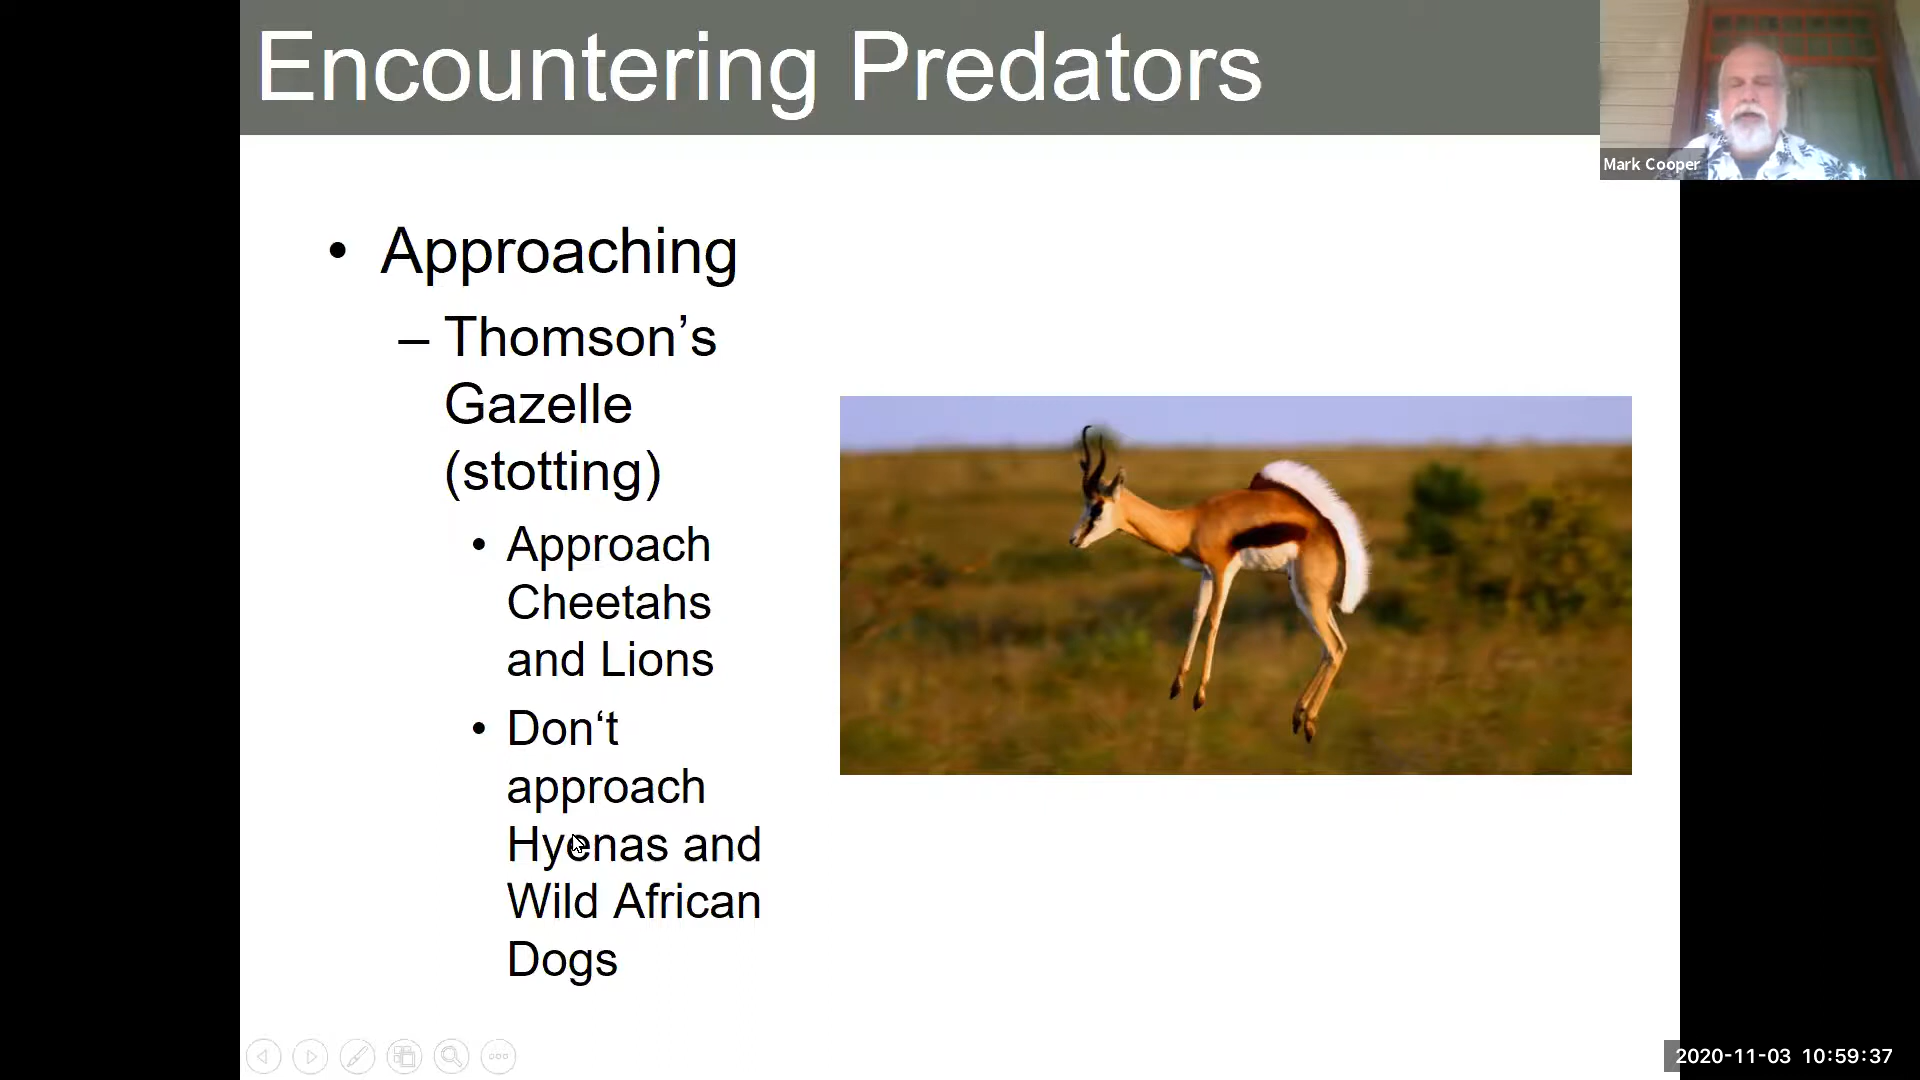 Encountering Predators
Mark Cooper
• Approaching
– Thomson’s
Gazelle
(stotting)
• Approach
Cheetahs
and Lions
• Don‘t
approach
Hyenas and
Wild African
Dogs
2020-11-03 10:59:37